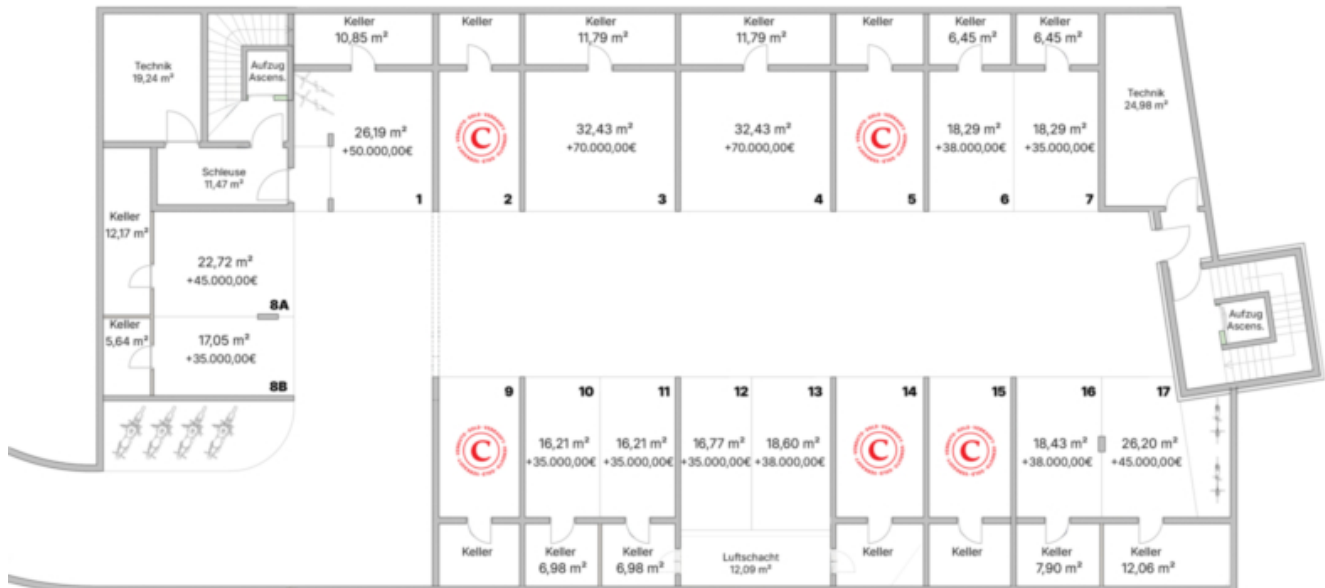 Keller
10,85 m²
Keller
Keller
11,79 m²
Keller
11,79 m²
Keller
Keller
6,45 m²
Keller
6,45 m²
Technik
19,24 m²
Aufzug
Ascens.
Technik
24,98 m²
26,19 m²
+50.000,00€
C
32,43 m²
+70.000,00€
32,43 m²
+70.000,00€
C
18,29 m²
+38.000,00€
18,29 m²
+35.000,00€
Schleuse
11,47 m²
1
2
3
4
5
6
7
Keller
12,17 m²
22,72 m²
+45.000,00€
8A
Keller
5,64 m²
17,05 m²
+35.000,00€
8B
Aufzug
Ascens.
9
10
11
12
13
14
15
16
17
C
16,21 m²
+35.000,00€
16,21 m²
+35.000,00€
16,77 m²
+35.000,00€
18,60 m²
+38.000,00€
C
C
18,43 m²
+38.000,00€
26,20 m²
+45.000,00€
Keller
Keller
6,98 m²
Keller
6,98 m²
Luftschacht
12,09 m²
Keller
Keller
Keller
7,90 m²
Keller
12,06 m²